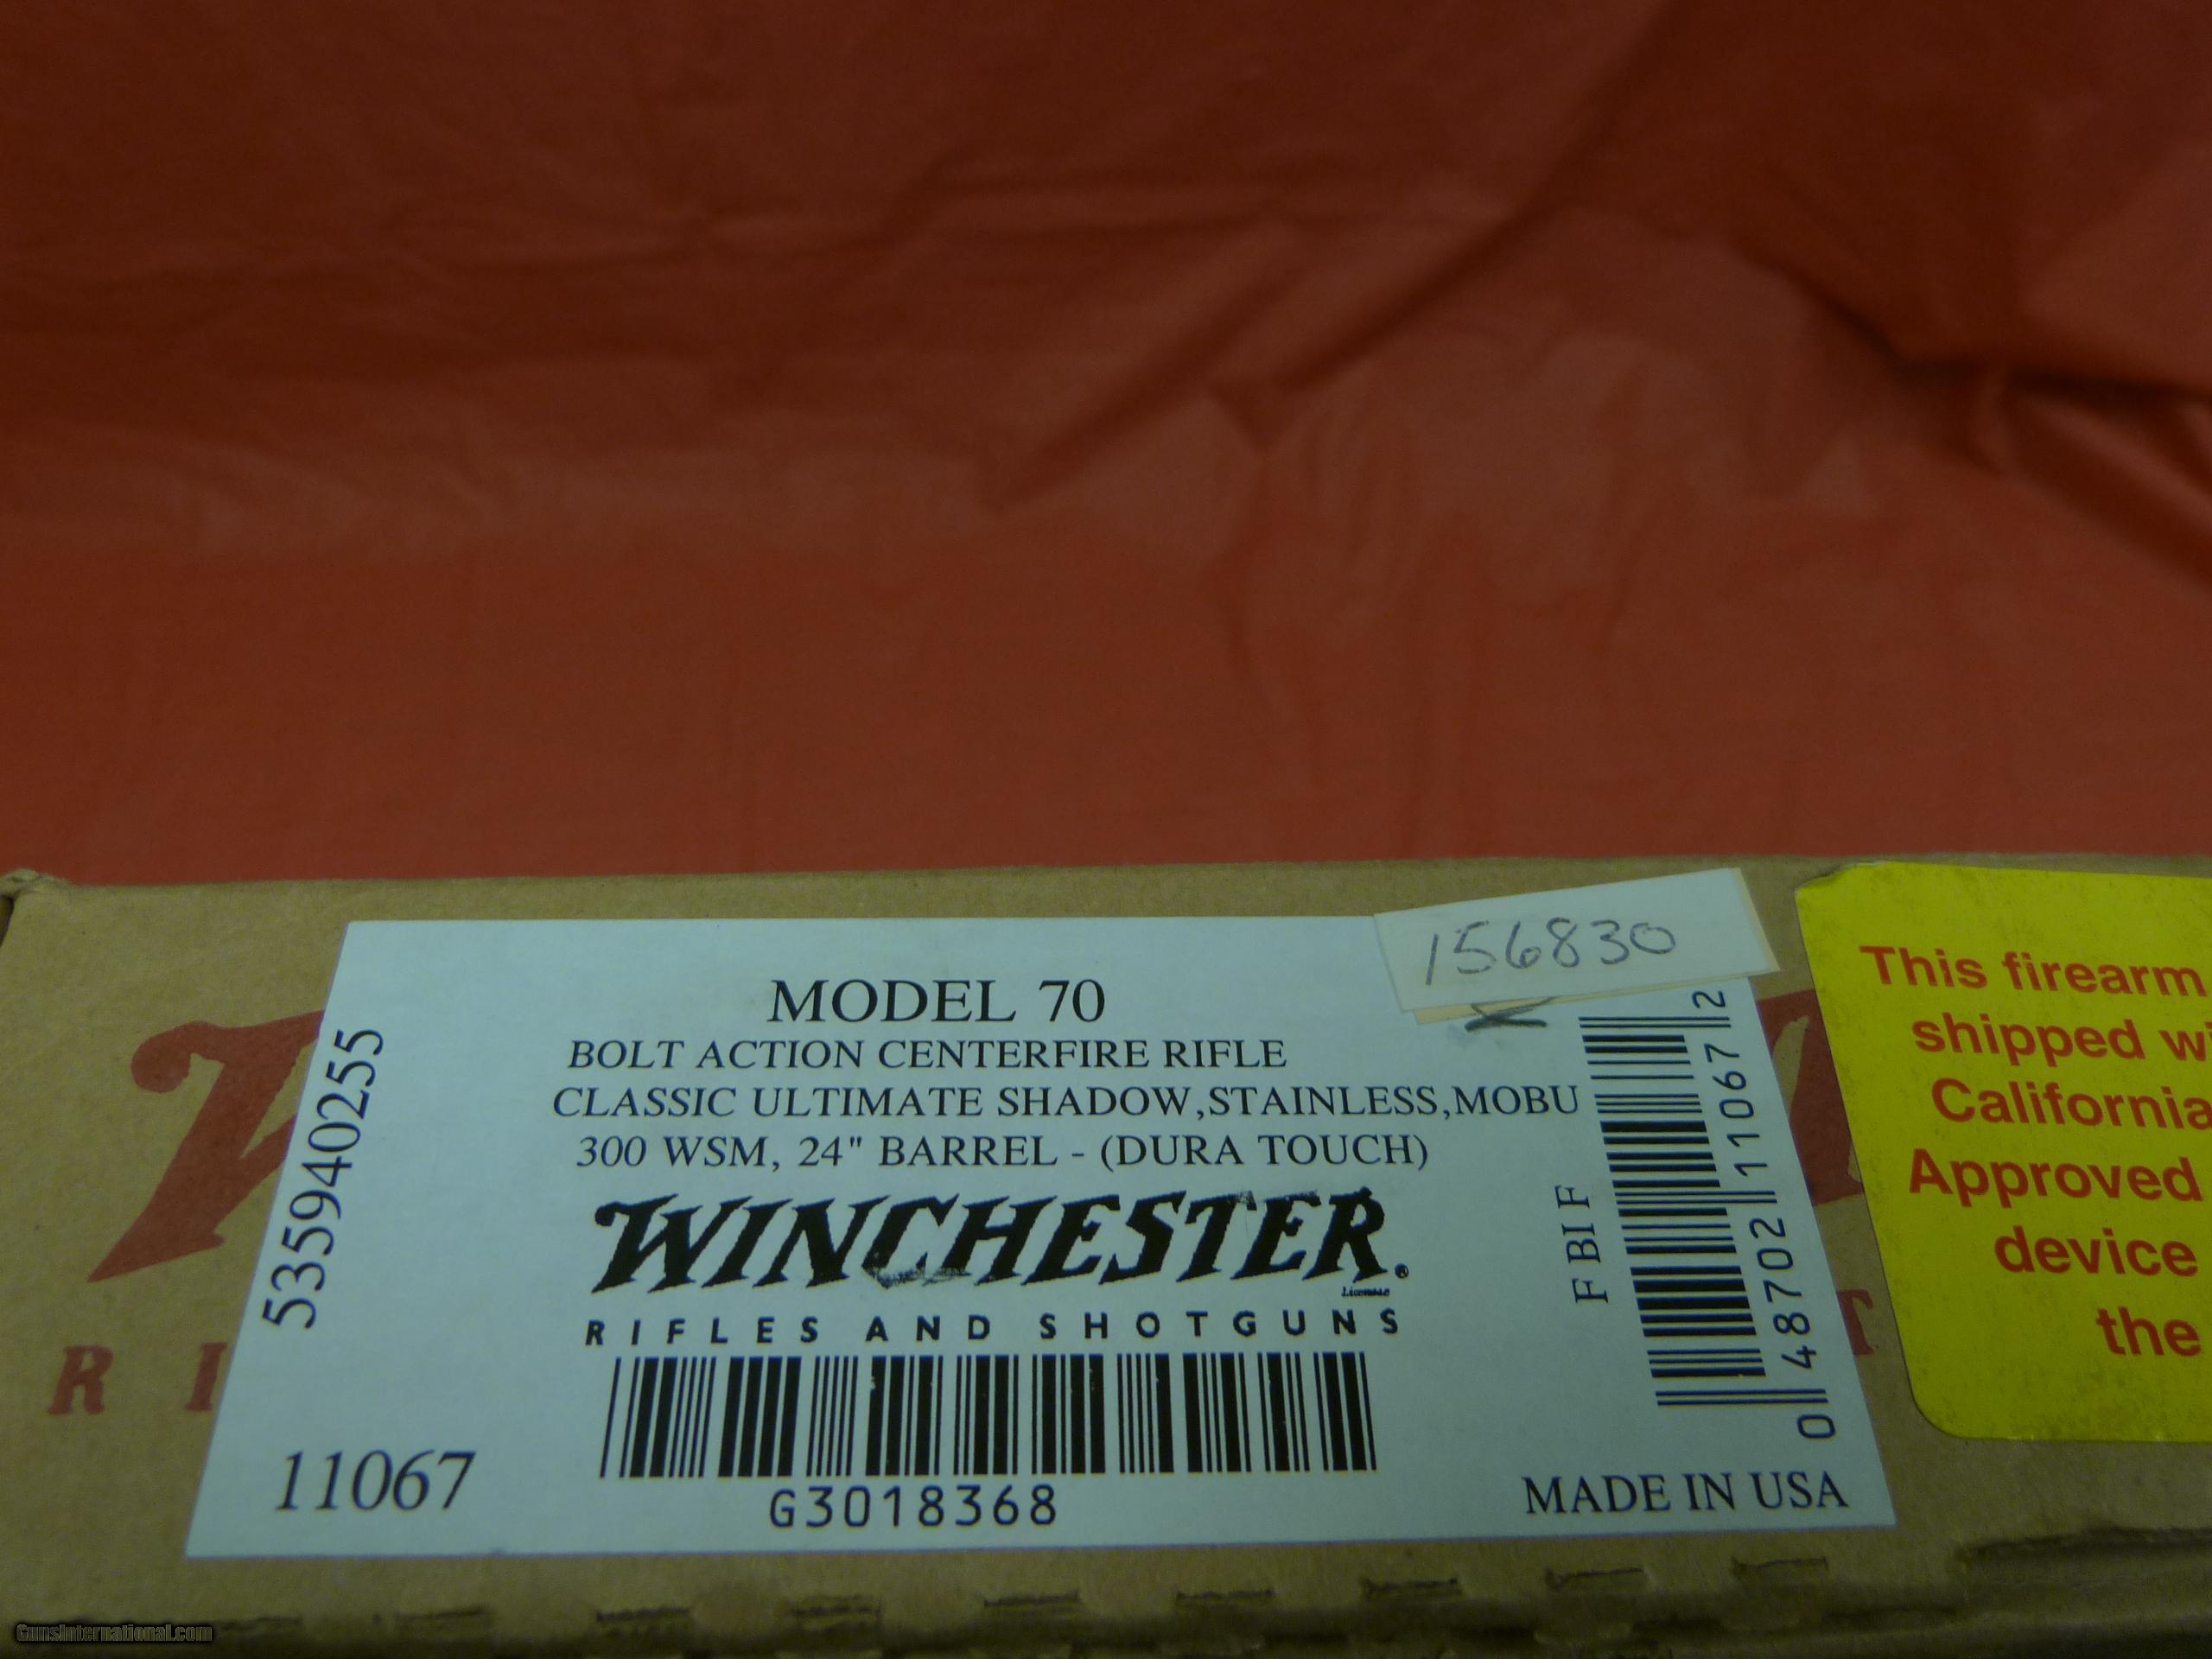 156830
MODEL 70
BOLT ACTION CENTERFIRE RIFLE
CLASSIC ULTIMATE SHADOW,STAINLESS,MOBU
300 WSM, 24" BARREL - (DURA TOUCH)
WINCHESTER®
License
RIFLES AND SHOTGUNS
G3018368
535940255
11067
F BI F
0 48702 11067 2
MADE IN USA
This firearm
shipped
California
Approved
device
the
R I
T
GunsInternational.com